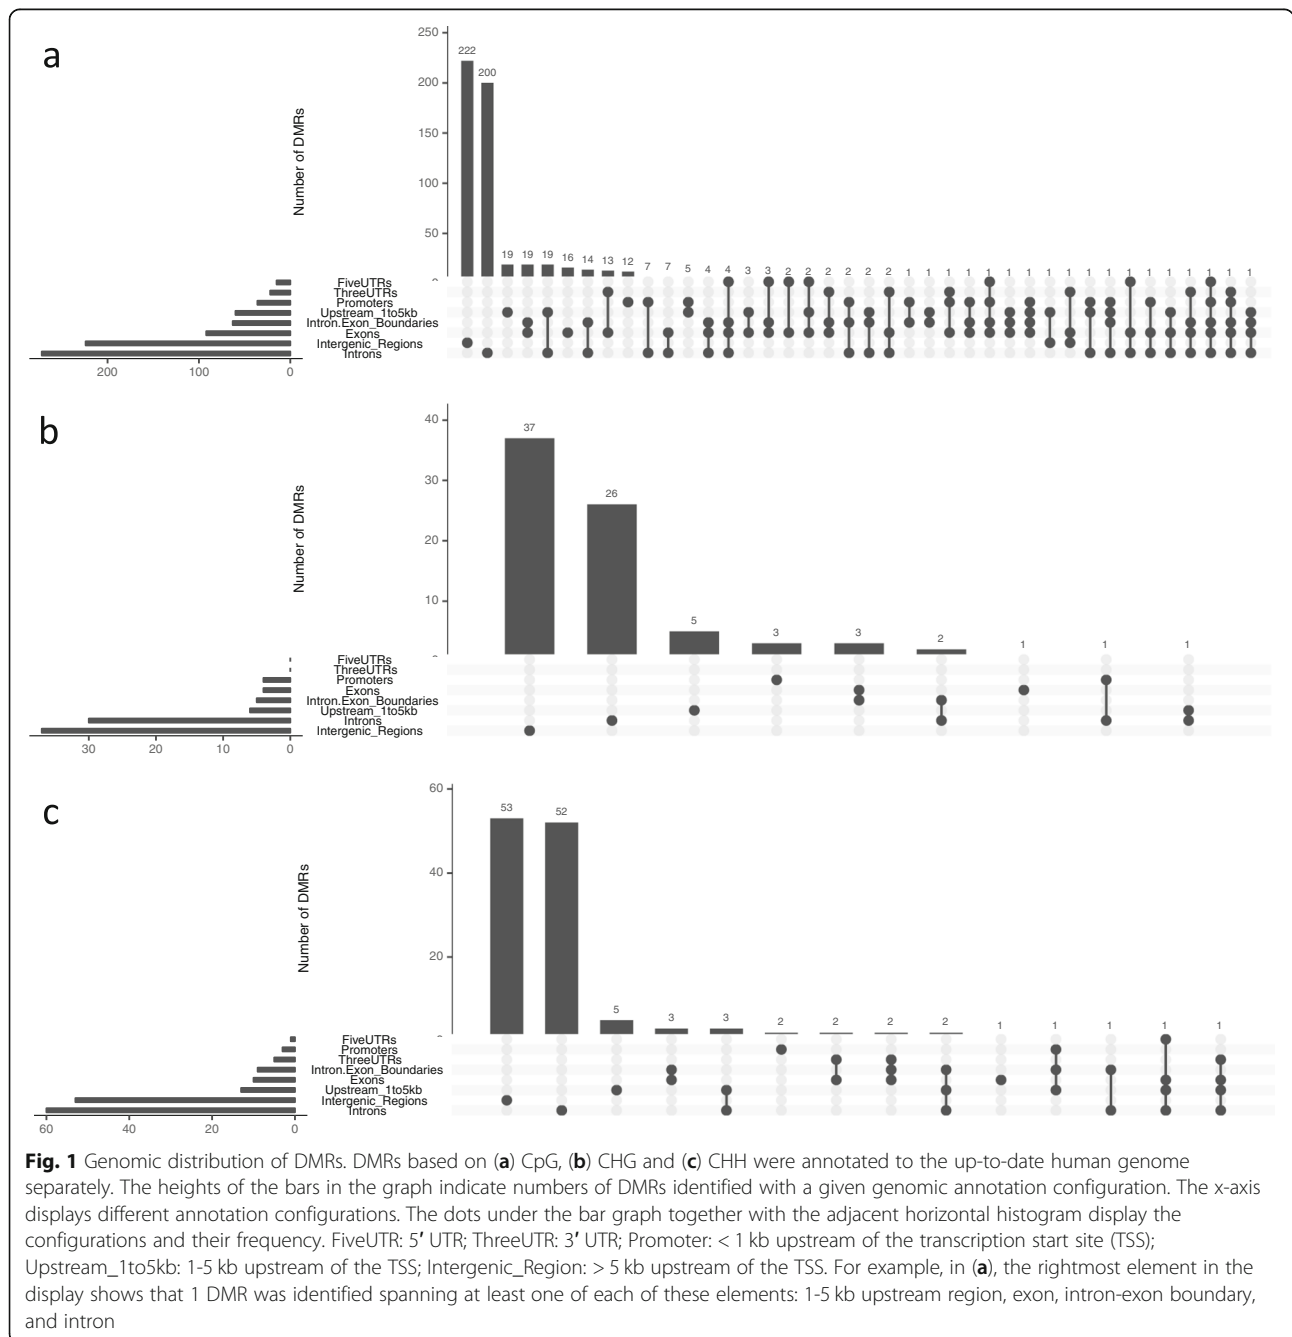 a
Number of DMRs
250
200
150
100
50
0
222 200 19 19 19 16 14 13 12 7 7 5 4 4 3 3 2 2 2 2 2 2 1 1 1 1 1 1 1 1 1 1 1 1 1 1 1 1 1 1
FiveUTRs
ThreeUTRs
Promoters
Upstream_1to5kb
Intron.Exon_Boundaries
Exons
Intergenic_Regions
Introns
200 100 0
b
Number of DMRs
40
30
20
10
0
37 26 5 3 3 2 1 1 1
FiveUTRs
ThreeUTRs
Promoters
Exons
Intron.Exon_Boundaries
Upstream_1to5kb
Introns
Intergenic_Regions
30 20 10 0
c
Number of DMRs
60
40
20
0
53 52 5 3 3 2 2 2 2 1 1 1 1 1
FiveUTRs
Promoters
ThreeUTRs
Intron.Exon_Boundaries
Exons
Upstream_1to5kb
Intergenic_Regions
Introns
60 40 20 0
Fig. 1 Genomic distribution of DMRs. DMRs based on (a) CpG, (b) CHG and (c) CHH were annotated to the up-to-date human genome
separately. The heights of the bars in the graph indicate numbers of DMRs identified with a given genomic annotation configuration. The x-axis
displays different annotation configurations. The dots under the bar graph together with the adjacent horizontal histogram display the
configurations and their frequency. FiveUTR: 5′ UTR; ThreeUTR: 3′ UTR; Promoter: < 1 kb upstream of the transcription start site (TSS);
Upstream_1to5kb: 1-5 kb upstream of the TSS; Intergenic_Region: > 5 kb upstream of the TSS. For example, in (a), the rightmost element in the
display shows that 1 DMR was identified spanning at least one of each of these elements: 1-5 kb upstream region, exon, intron-exon boundary,
and intron